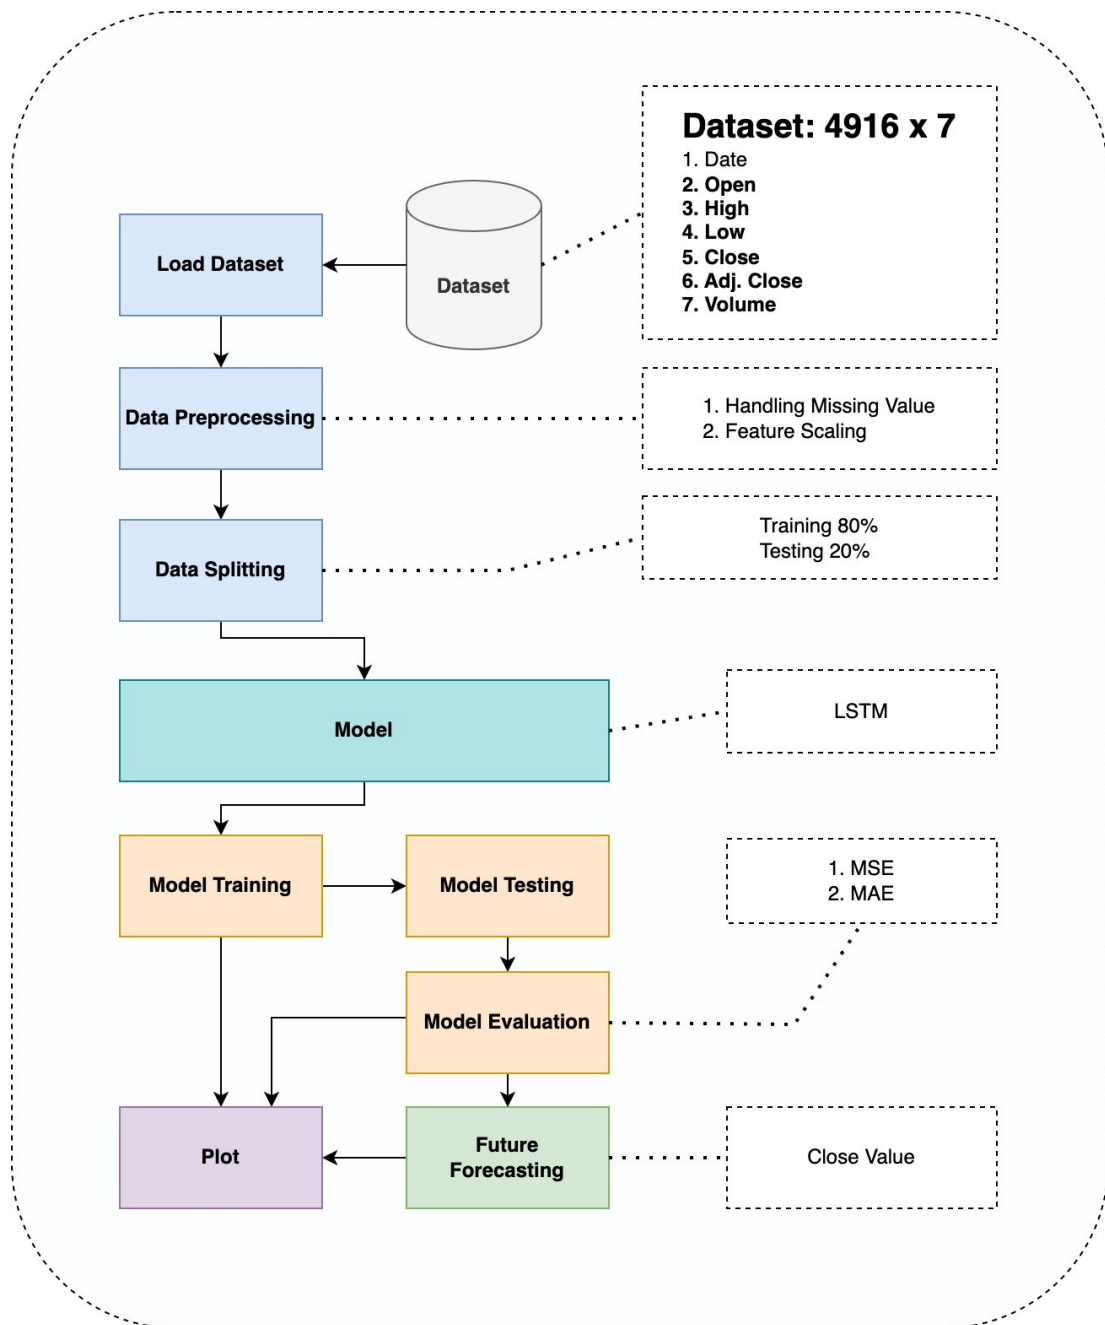 Dataset: 4916 x 7
1. Date
2. Open
3. High
4. Low
5. Close
6. Adj. Close
7. Volume
Load Dataset
Dataset
Data Preprocessing
1. Handling Missing Value
2. Feature Scaling
Data Splitting
Training 80%
Testing 20%
Model
LSTM
Model Training
Model Testing
1. MSE
2. MAE
Model Evaluation
Plot
Future
Forecasting
Close Value